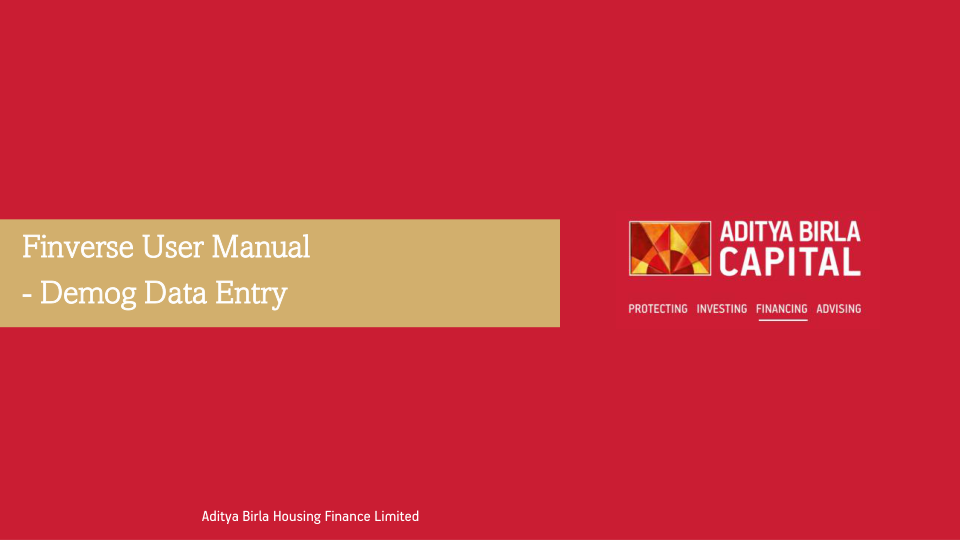 Finverse User Manual
- Demog Data Entry
ADITYA BIRLA
CAPITAL
PROTECTING INVESTING FINANCING ADVISING
Aditya Birla Housing Finance Limited